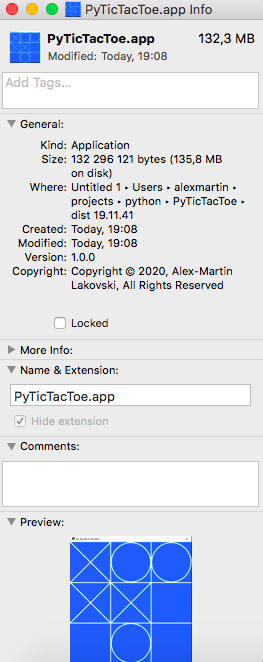 PyTicTacToe.app Info
PyTicTacToe.app 132,3 MB
Modified: Today, 19:08
Add Tags...
General:
Kind: Application
Size: 132 296 121 bytes (135,8 MB
on disk)
Where: Untitled 1 ‣ Users ‣ alexmartin ‣
projects ‣ python ‣ PyTicTacToe ‣
dist 19.11.41
Created: Today, 19:08
Modified: Today, 19:08
Version: 1.0.0
Copyright: Copyright © 2020, Alex-Martin
Lakovski, All Rights Reserved
Locked
More Info:
Name & Extension:
PyTicTacToe.app
Hide extension
Comments:
Preview: